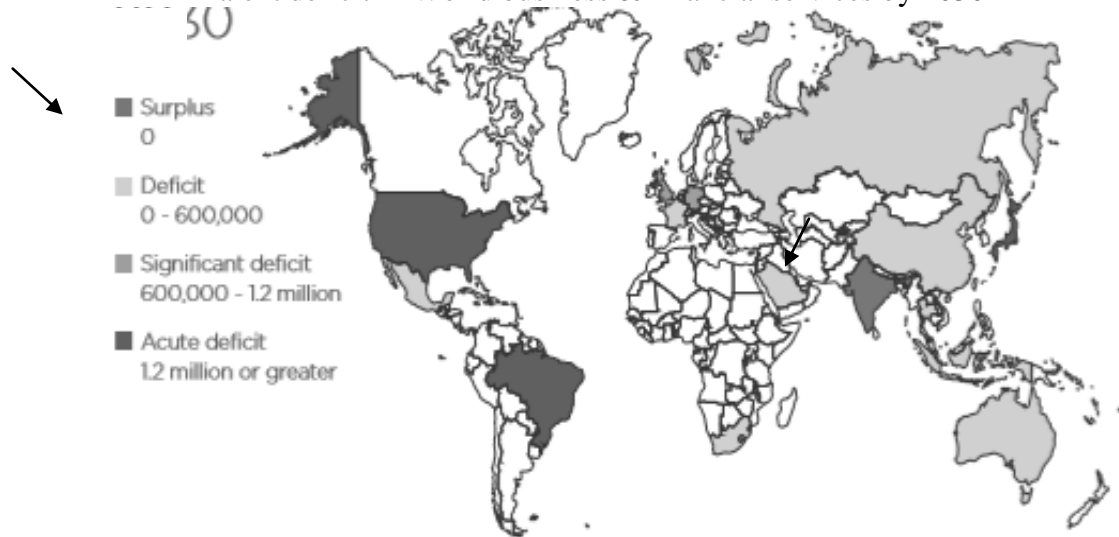 30
Surplus
0
Deficit
0 - 600,000
Significant deficit
600,000 - 1.2 million
Acute deficit
1.2 million or greater